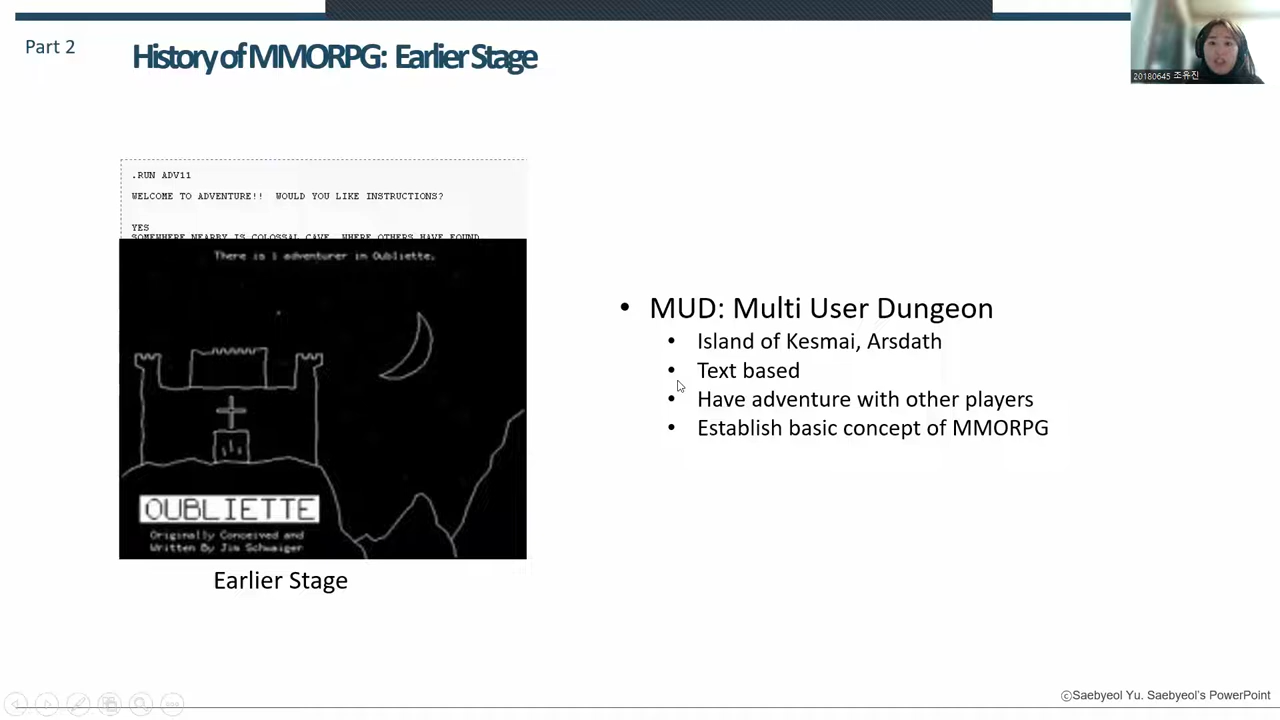 Part 2
History of MMORPG: Earlier Stage
20180645 조유진
.RUN ADV11
WELCOME TO ADVENTURE!! WOULD YOU LIKE INSTRUCTIONS?
YES
SOMEWHERE NEARBY IS COLOSSAL CAVE, WHERE OTHERS HAVE FOUND
There is 1 adventurer in Oubliette.
OUBLIETTE
Originally Conceived and
Written By Jim Schwaiger
Earlier Stage
• MUD: Multi User Dungeon
• Island of Kesmai, Arsdath
• Text based
• Have adventure with other players
• Establish basic concept of MMORPG
ⓒSaebyeol Yu. Saebyeol's PowerPoint